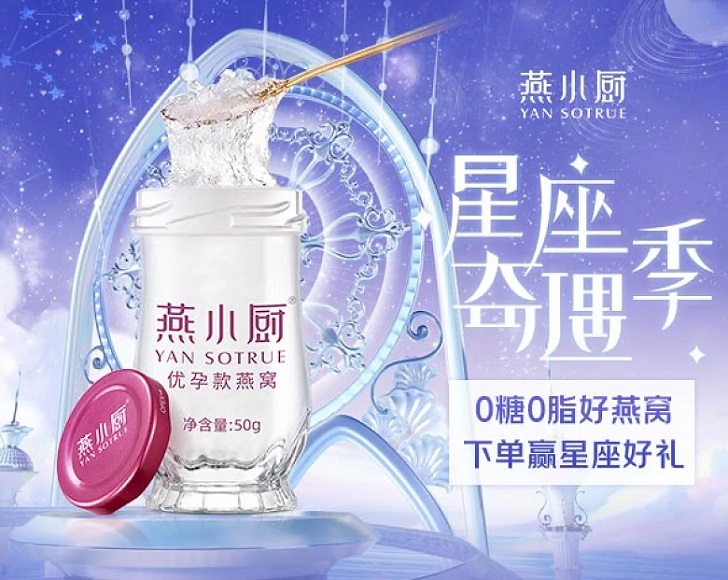 燕小厨®
YAN SOTRUE
星座
奇遇季
0糖0脂好燕窝
下单赢星座好礼
燕小厨®
YAN SOTRUE
优孕款燕窝
净含量:50g
燕小厨
YAN SOTRUE